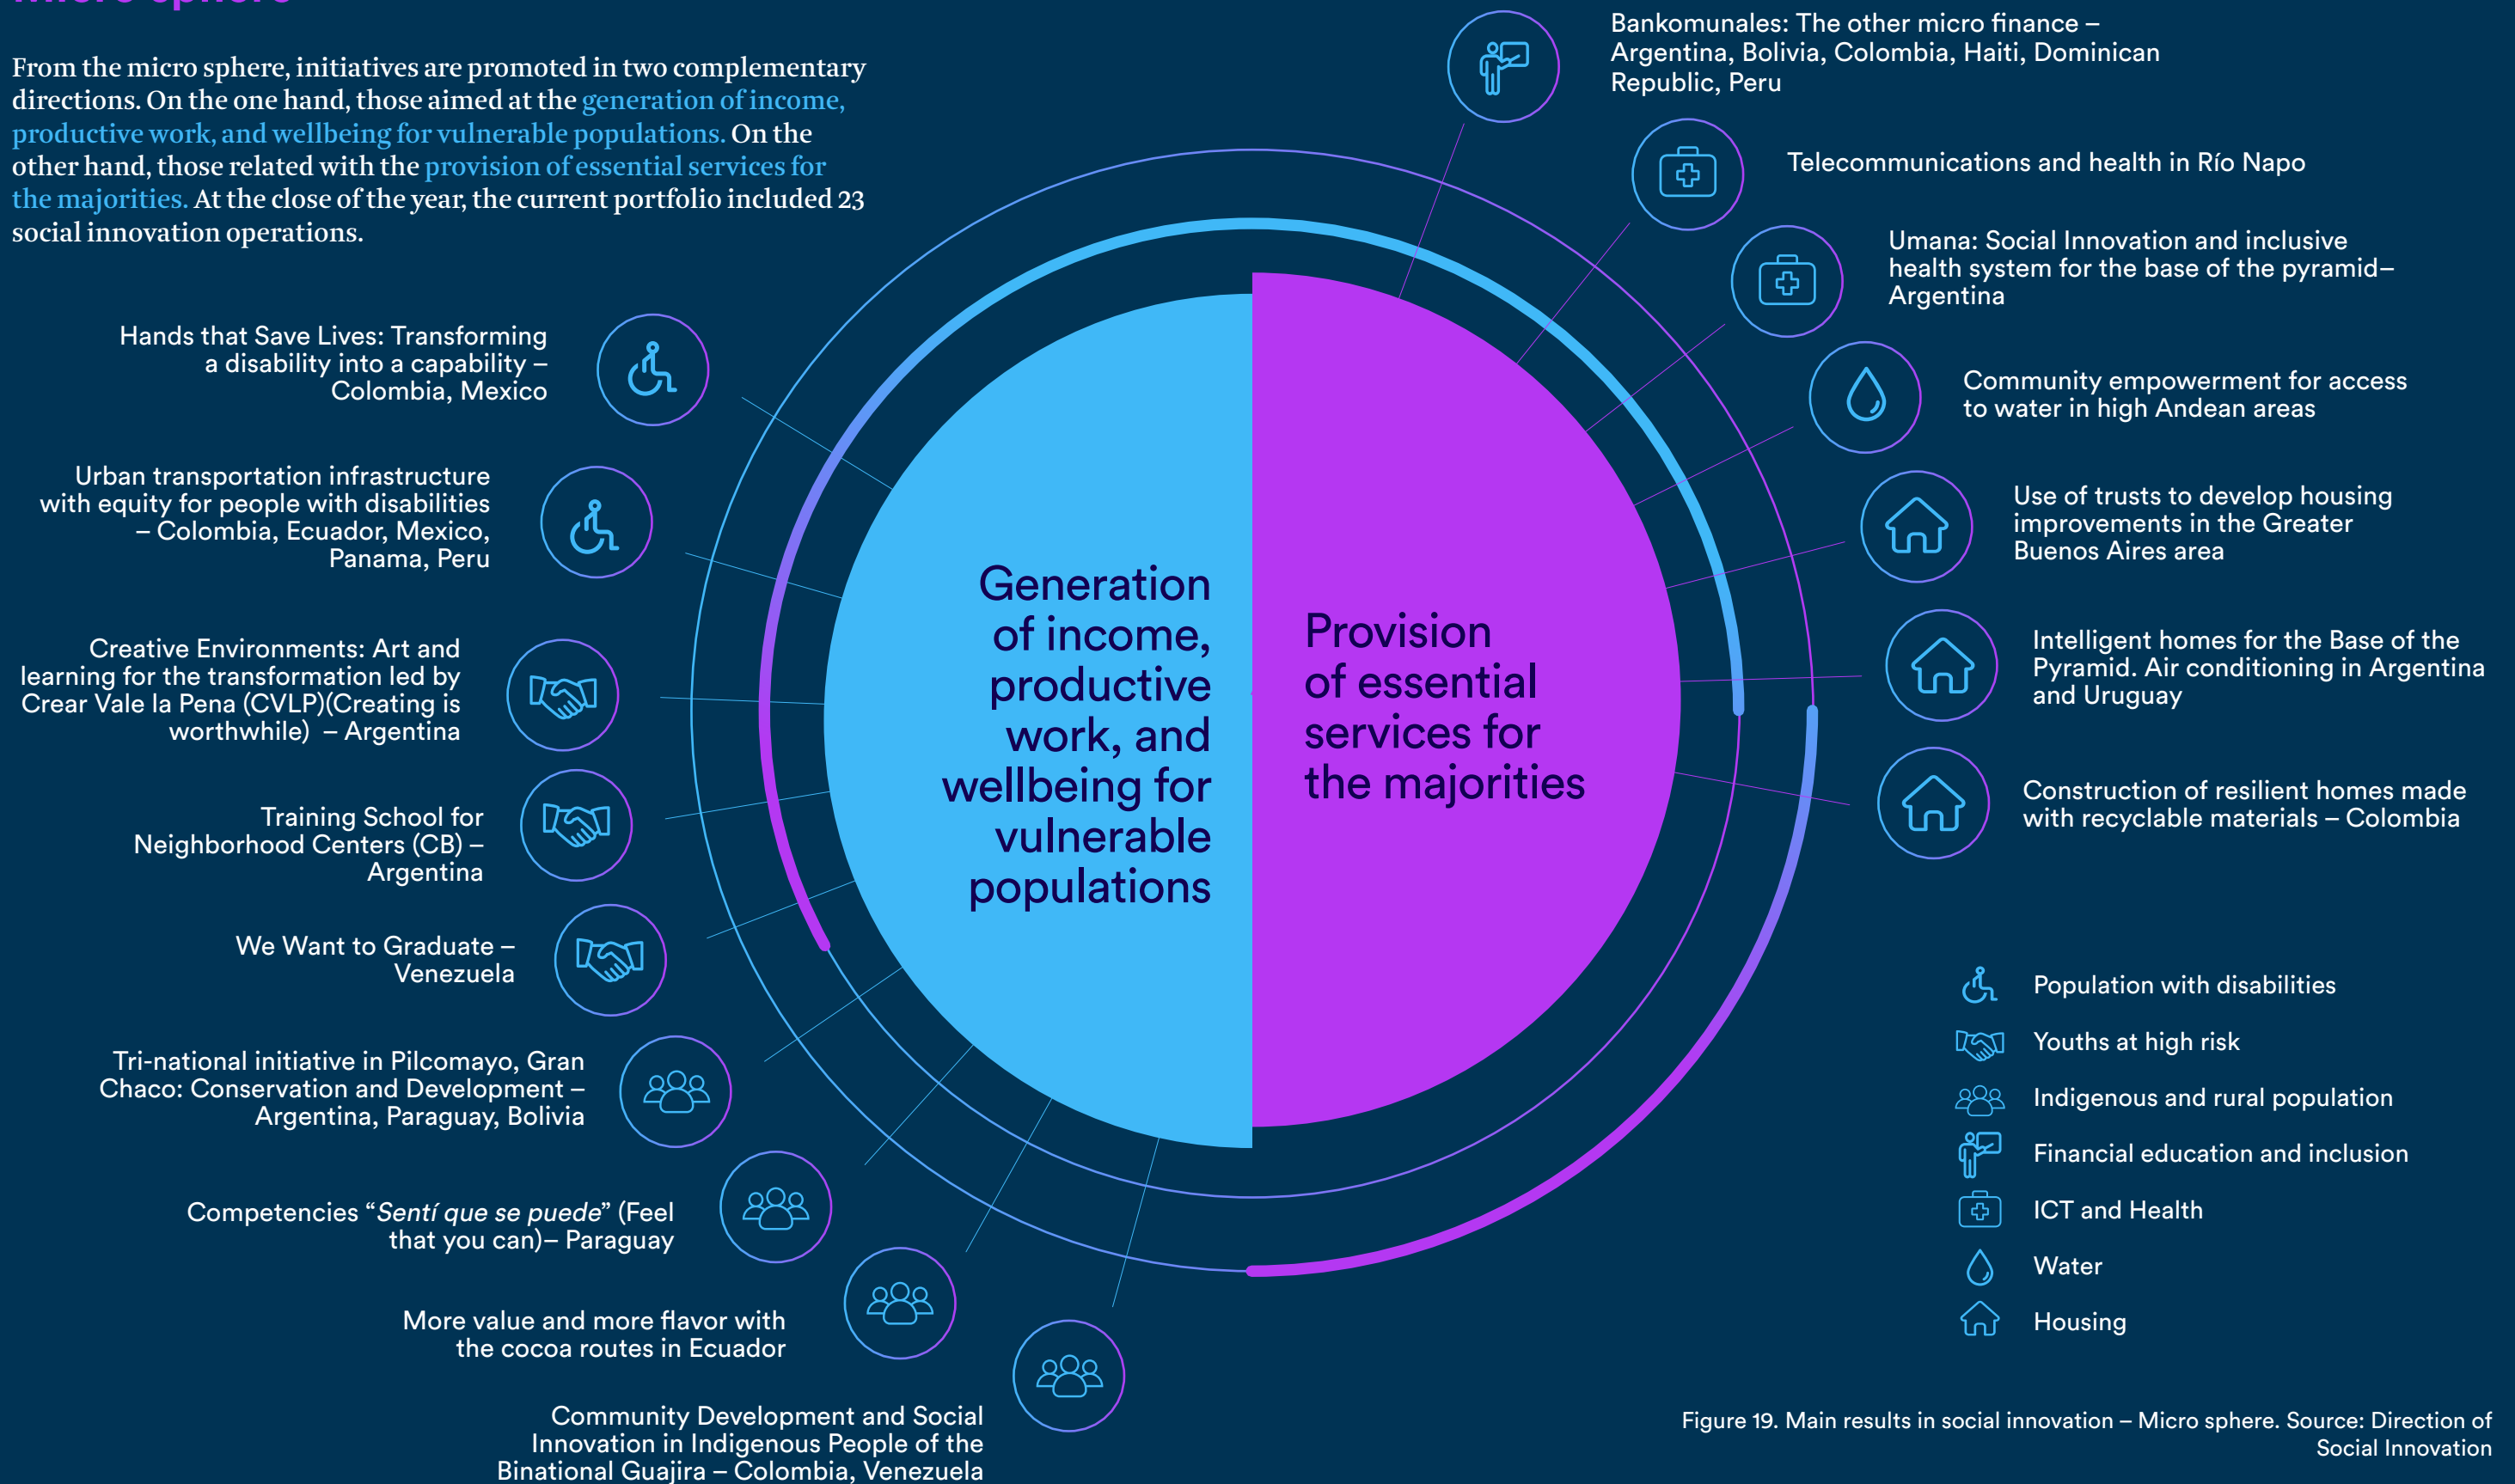 Micro sphere
From the micro sphere, initiatives are promoted in two complementary
directions. On the one hand, those aimed at the generation of income,
productive work, and wellbeing for vulnerable populations. On the
other hand, those related with the provision of essential services for
the majorities. At the close of the year, the current portfolio included 23
social innovation operations.
Hands that Save Lives: Transforming
a disability into a capability –
Colombia, Mexico
Urban transportation infrastructure
with equity for people with disabilities
– Colombia, Ecuador, Mexico,
Panama, Peru
Creative Environments: Art and
learning for the transformation led by
Crear Vale la Pena (CVLP)(Creating is
worthwhile) – Argentina
Training School for
Neighborhood Centers (CB) –
Argentina
We Want to Graduate –
Venezuela
Tri-national initiative in Pilcomayo, Gran
Chaco: Conservation and Development –
Argentina, Paraguay, Bolivia
Competencies “Sentí que se puede” (Feel
that you can)– Paraguay
More value and more flavor with
the cocoa routes in Ecuador
Community Development and Social
Innovation in Indigenous People of the
Binational Guajira – Colombia, Venezuela
Generation
of income,
productive
work, and
wellbeing for
vulnerable
populations
Provision
of essential
services for
the majorities
Bankomunales: The other micro finance –
Argentina, Bolivia, Colombia, Haiti, Dominican
Republic, Peru
Telecommunications and health in Río Napo
Umana: Social Innovation and inclusive
health system for the base of the pyramid–
Argentina
Community empowerment for access
to water in high Andean areas
Use of trusts to develop housing
improvements in the Greater
Buenos Aires area
Intelligent homes for the Base of the
Pyramid. Air conditioning in Argentina
and Uruguay
Construction of resilient homes made
with recyclable materials – Colombia
Population with disabilities
Youths at high risk
Indigenous and rural population
Financial education and inclusion
ICT and Health
Water
Housing
Figure 19. Main results in social innovation – Micro sphere. Source: Direction of
Social Innovation